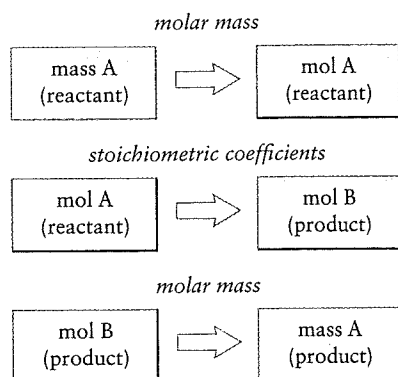 molar mass
mass A mol A
(reactant) (reactant)
stoichiometric coefficients
mol A mol B
(reactant) (product)
molar mass
mol B mass A
(product) (product)